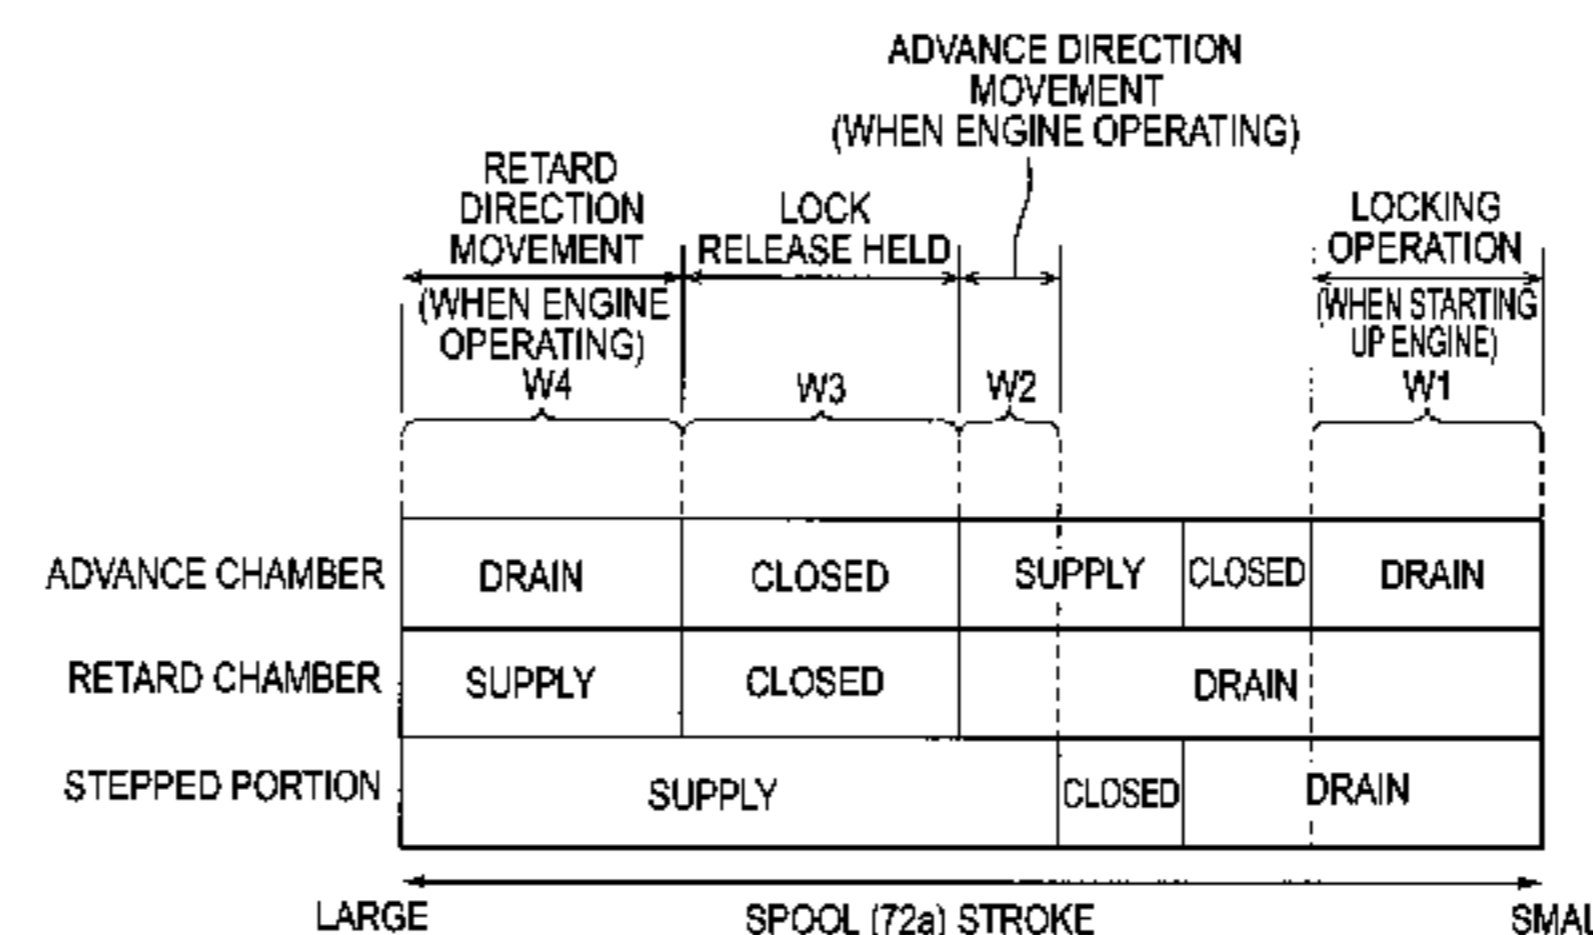 ADVANCE DIRECTION
MOVEMENT
(WHEN ENGINE OPERATING)
RETARD
DIRECTION
MOVEMENT
(WHEN ENGINE
OPERATING)
W4
LOCK
RELEASE HELD
W3
W2
LOCKING
OPERATION
(WHEN STARTING
UP ENGINE)
W1
ADVANCE CHAMBER DRAIN CLOSED SUPPLY CLOSED DRAIN
RETARD CHAMBER SUPPLY CLOSED DRAIN
STEPPED PORTION SUPPLY CLOSED DRAIN
LARGE SPOOL (72a) STROKE SMAL